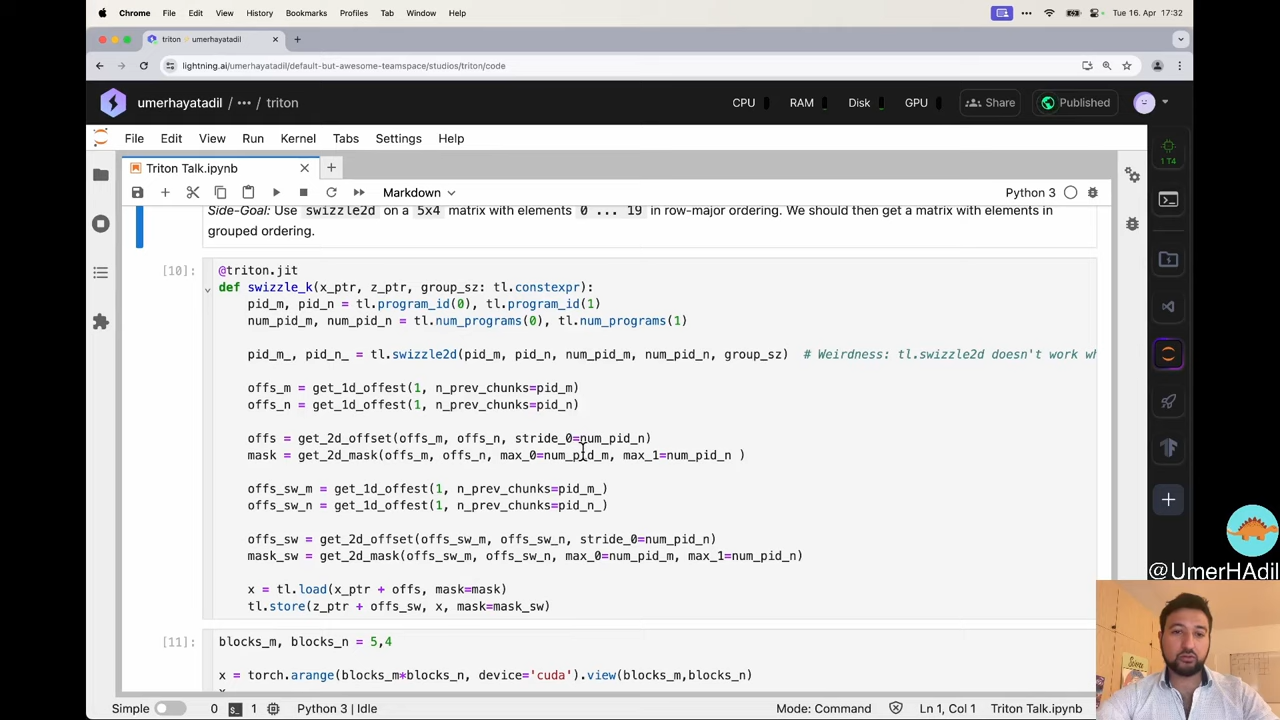 Chrome File Edit View History Bookmarks Profiles Tab Window Help Tue 16. Apr 17:32
triton umerhayatadil
lightning.ai/umerhayatadil/default-but-awesome-teamspace/studios/triton/code
umerhayatadil / ··· / triton CPU RAM Disk GPU Share Published
File Edit View Run Kernel Tabs Settings Help
1 T4
Triton Talk.ipynb
Markdown Python 3
Side-Goal: Use swizzle2d on a 5x4 matrix with elements 0 ... 19 in row-major ordering. We should then get a matrix with elements in
grouped ordering.
[10]:
@triton.jit
def swizzle_k(x_ptr, z_ptr, group_sz: tl.constexpr):
pid_m, pid_n = tl.program_id(0), tl.program_id(1)
num_pid_m, num_pid_n = tl.num_programs(0), tl.num_programs(1)
pid_m_, pid_n_ = tl.swizzle2d(pid_m, pid_n, num_pid_m, num_pid_n, group_sz) # Weirdness: tl.swizzle2d doesn't work wh
offs_m = get_1d_offest(1, n_prev_chunks=pid_m)
offs_n = get_1d_offest(1, n_prev_chunks=pid_n)
offs = get_2d_offset(offs_m, offs_n, stride_0=num_pid_n)
mask = get_2d_mask(offs_m, offs_n, max_0=num_pid_m, max_1=num_pid_n )
offs_sw_m = get_1d_offest(1, n_prev_chunks=pid_m_)
offs_sw_n = get_1d_offest(1, n_prev_chunks=pid_n_)
offs_sw = get_2d_offset(offs_sw_m, offs_sw_n, stride_0=num_pid_n)
mask_sw = get_2d_mask(offs_sw_m, offs_sw_n, max_0=num_pid_m, max_1=num_pid_n)
x = tl.load(x_ptr + offs, mask=mask)
tl.store(z_ptr + offs_sw, x, mask=mask_sw)
@UmerHAdil
[11]:
blocks_m, blocks_n = 5,4
x = torch.arange(blocks_m*blocks_n, device='cuda').view(blocks_m,blocks_n)
x
Simple 0 1 Python 3 | Idle Mode: Command Ln 1, Col 1 Triton Talk.ipynb